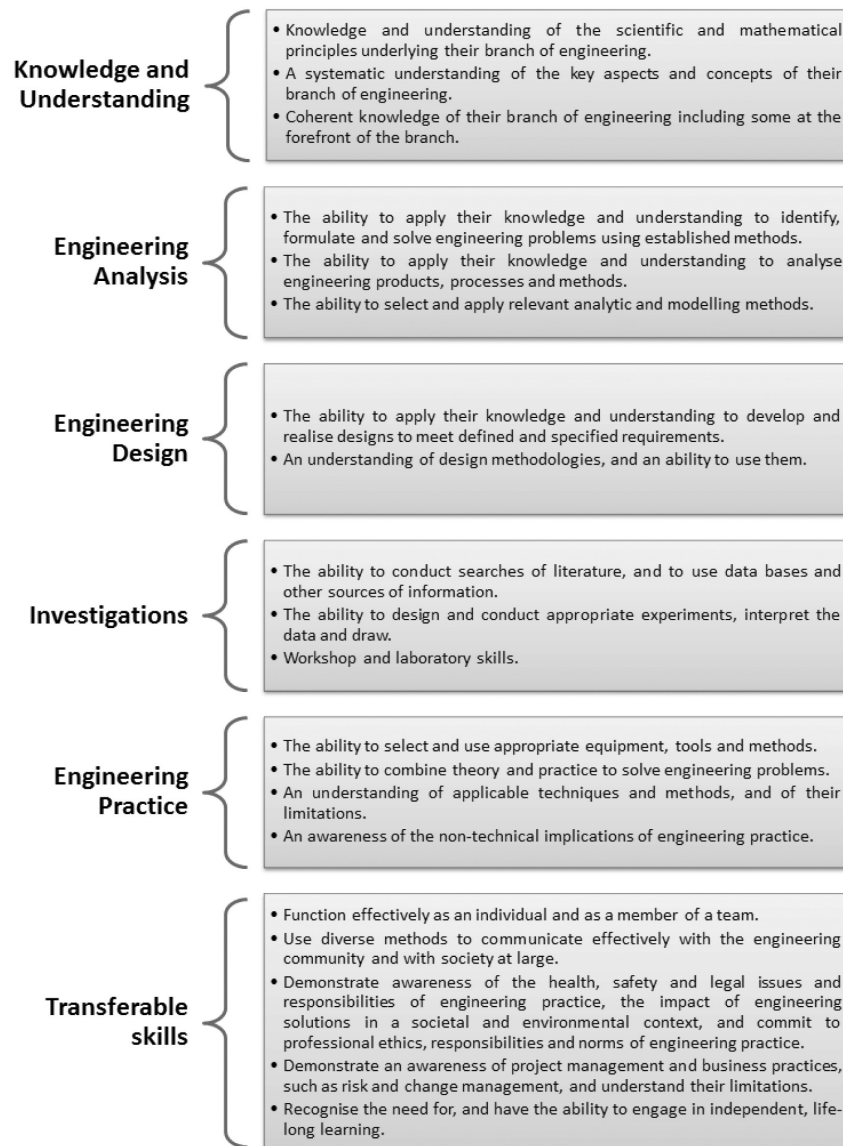 Knowledge and
Understanding
• Knowledge and understanding of the scientific and mathematical
principles underlying their branch of engineering.
• A systematic understanding of the key aspects and concepts of their
branch of engineering.
• Coherent knowledge of their branch of engineering including some at the
forefront of the branch.
Engineering
Analysis
• The ability to apply their knowledge and understanding to identify,
formulate and solve engineering problems using established methods.
• The ability to apply their knowledge and understanding to analyse
engineering products, processes and methods.
• The ability to select and apply relevant analytic and modelling methods.
Engineering
Design
• The ability to apply their knowledge and understanding to develop and
realise designs to meet defined and specified requirements.
• An understanding of design methodologies, and an ability to use them.
Investigations
• The ability to conduct searches of literature, and to use data bases and
other sources of information.
• The ability to design and conduct appropriate experiments, interpret the
data and draw.
• Workshop and laboratory skills.
Engineering
Practice
• The ability to select and use appropriate equipment, tools and methods.
• The ability to combine theory and practice to solve engineering problems.
• An understanding of applicable techniques and methods, and of their
limitations.
• An awareness of the non-technical implications of engineering practice.
Transferable
skills
• Function effectively as an individual and as a member of a team.
• Use diverse methods to communicate effectively with the engineering
community and with society at large.
• Demonstrate awareness of the health, safety and legal issues and
responsibilities of engineering practice, the impact of engineering
solutions in a societal and environmental context, and commit to
professional ethics, responsibilities and norms of engineering practice.
• Demonstrate an awareness of project management and business practices,
such as risk and change management, and understand their limitations.
• Recognise the need for, and have the ability to engage in independent, life-
long learning.